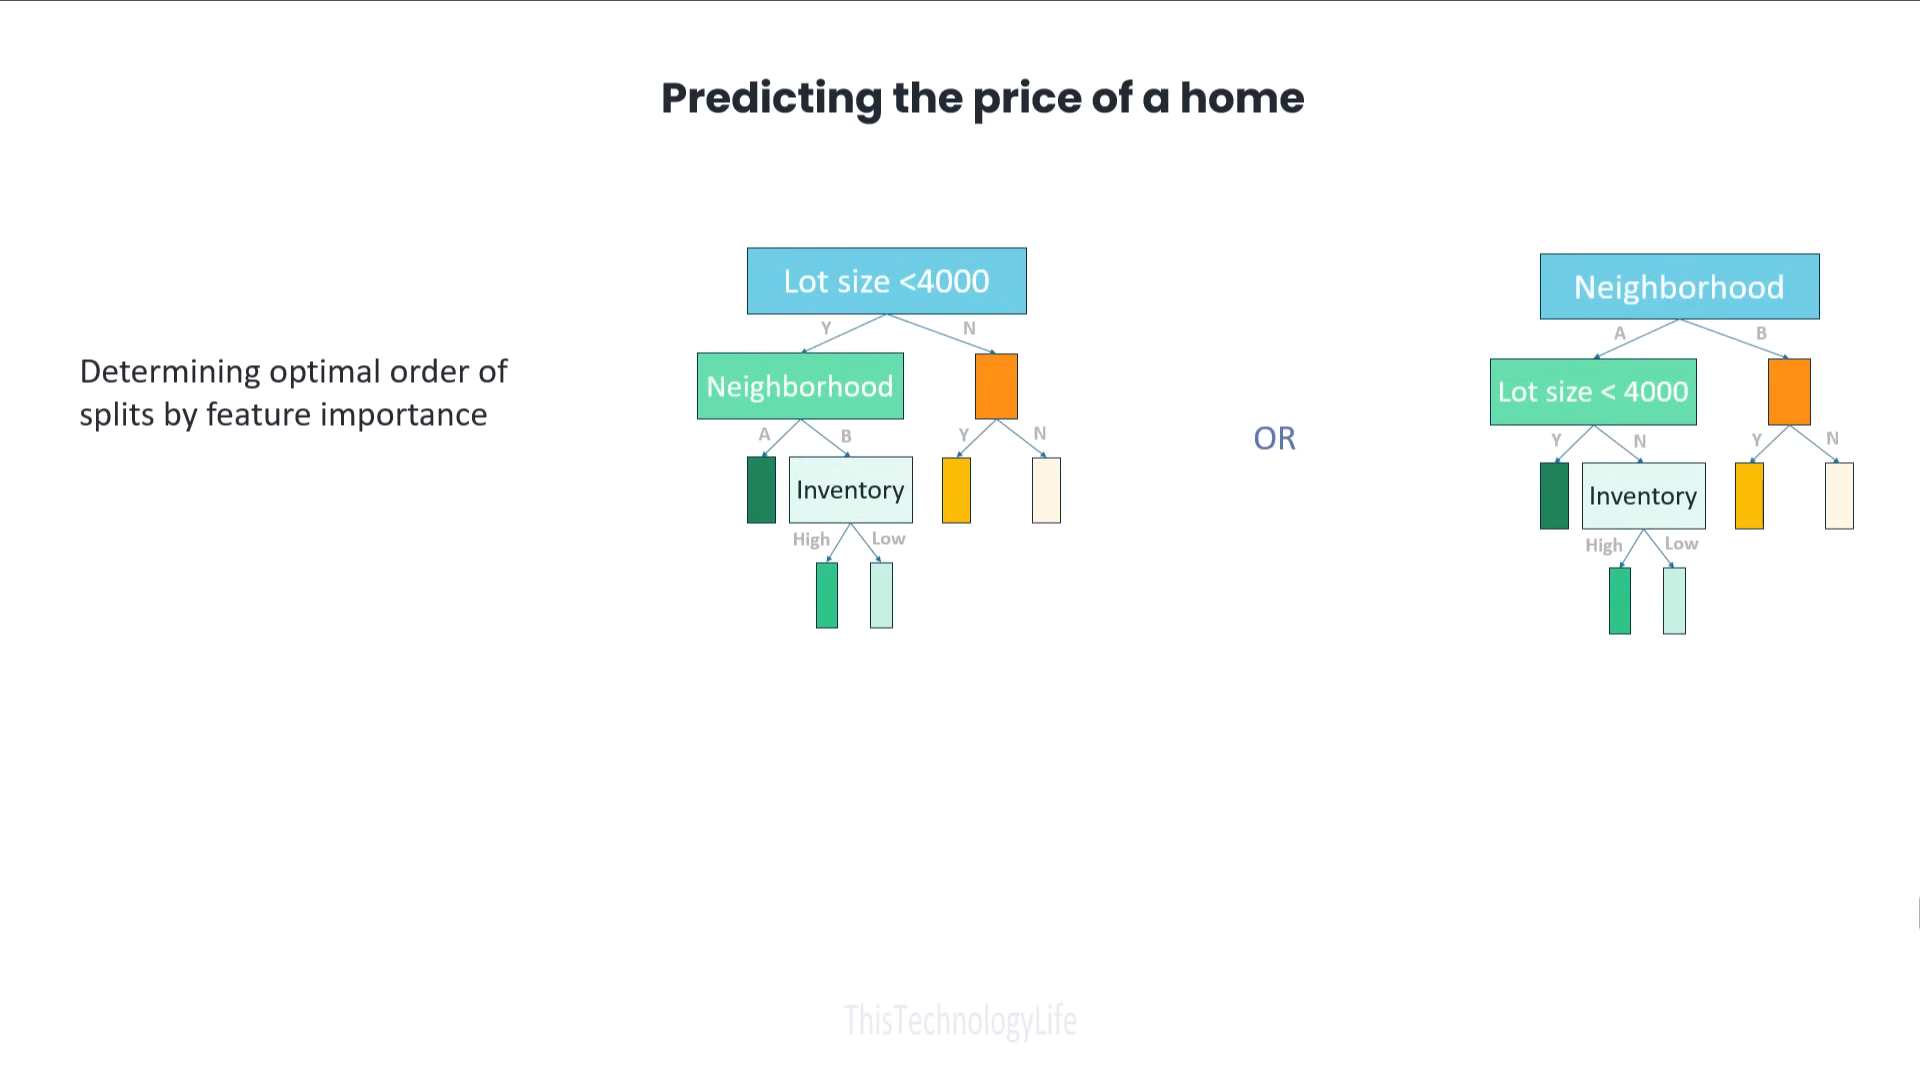 Predicting the price of a home
Determining optimal order of
splits by feature importance
Lot size <4000
Y
N
Neighborhood
A
B
Inventory
High
Low
Y
N
OR
Neighborhood
A
B
Lot size < 4000
Y
N
Inventory
High
Low
Y
N
ThisTechnologyLife